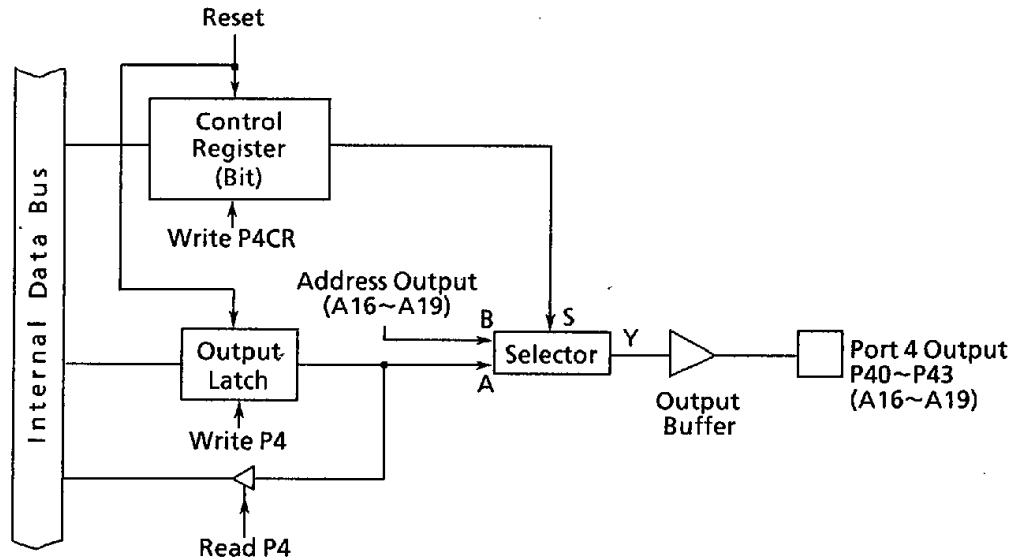 Reset
Internal Data Bus
Control
Register
(Bit)
Write P4CR
Address Output
(A16~A19)
B
S
A
Selector
Y
Output
Latch
Write P4
Read P4
Output
Buffer
Port 4 Output
P40~P43
(A16~A19)